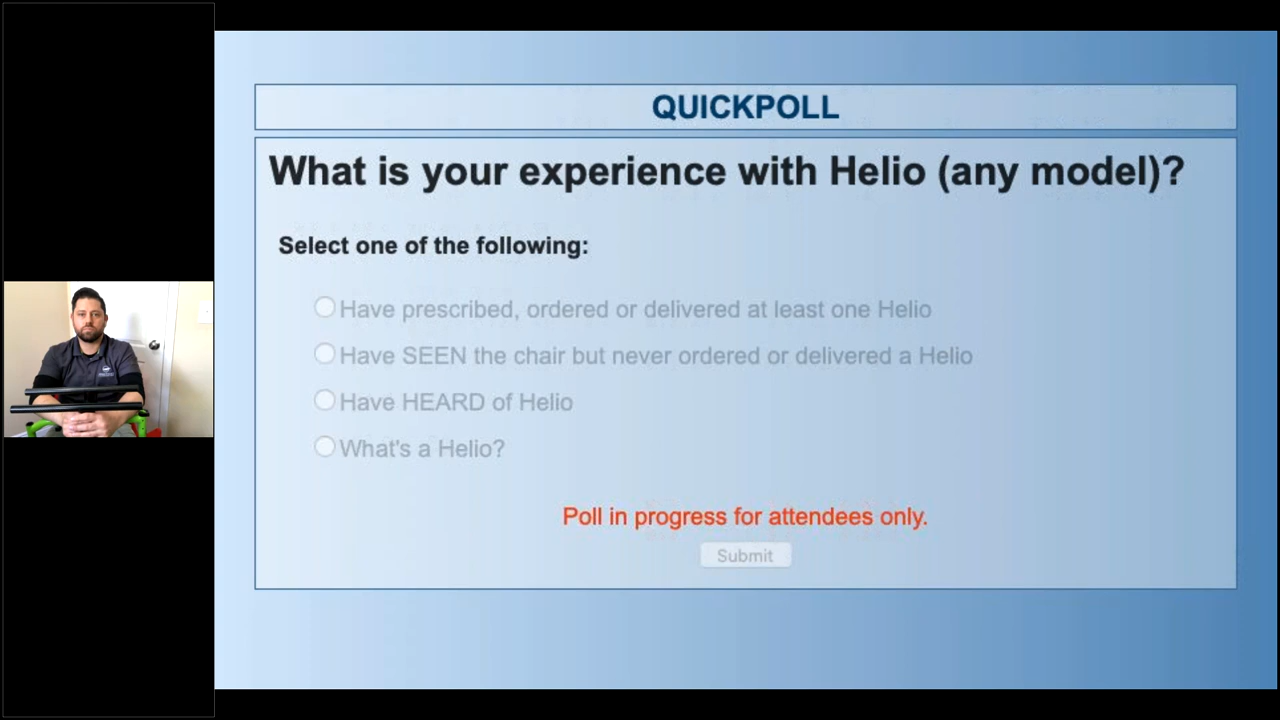 QUICKPOLL
What is your experience with Helio (any model)?
Select one of the following:
Have prescribed, ordered or delivered at least one Helio
Have SEEN the chair but never ordered or delivered a Helio
Have HEARD of Helio
What's a Helio?
Poll in progress for attendees only.
Submit